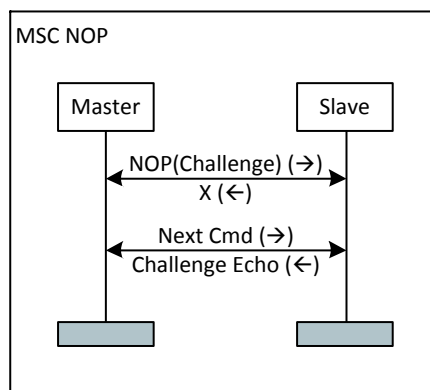 MSC NOP
Master
Slave
NOP(Challenge) (→)
X (←)
Next Cmd (→)
Challenge Echo (←)